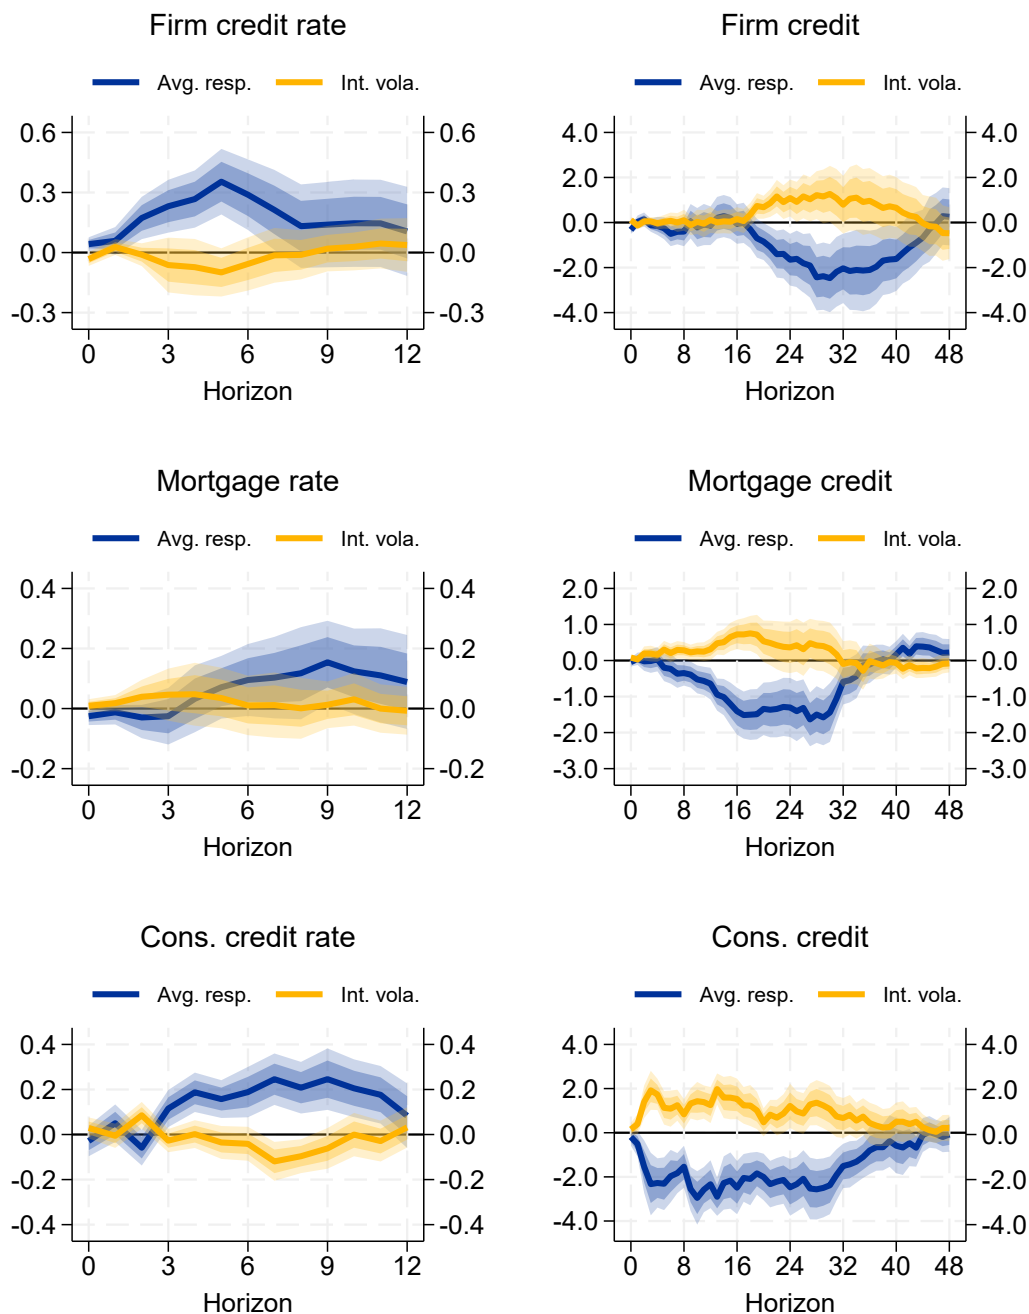 Firm credit rate
Avg. resp. Int. vola.
0.6 0.6
0.3 0.3
0.0 0.0
-0.3 -0.3
0 3 6 9 12
Horizon
Firm credit
Avg. resp. Int. vola.
4.0 4.0
2.0 2.0
0.0 0.0
-2.0 -2.0
-4.0 -4.0
0 8 16 24 32 40 48
Horizon
Mortgage rate
Avg. resp. Int. vola.
0.4 0.4
0.2 0.2
0.0 0.0
-0.2 -0.2
0 3 6 9 12
Horizon
Mortgage credit
Avg. resp. Int. vola.
2.0 2.0
1.0 1.0
0.0 0.0
-1.0 -1.0
-2.0 -2.0
-3.0 -3.0
0 8 16 24 32 40 48
Horizon
Cons. credit rate
Avg. resp. Int. vola.
0.4 0.4
0.2 0.2
0.0 0.0
-0.2 -0.2
-0.4 -0.4
0 3 6 9 12
Horizon
Cons. credit
Avg. resp. Int. vola.
4.0 4.0
2.0 2.0
0.0 0.0
-2.0 -2.0
-4.0 -4.0
0 8 16 24 32 40 48
Horizon